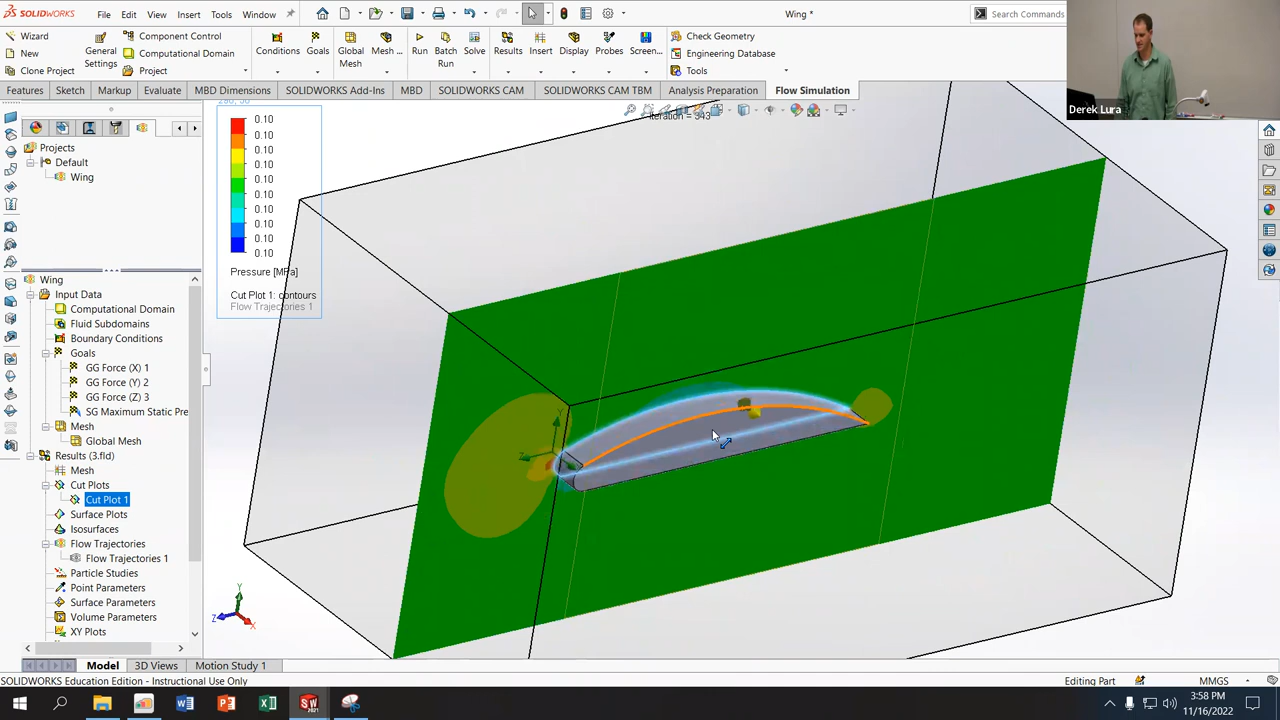 SOLIDWORKS
File
Edit
View
Insert
Tools
Window
Wing *
Search Commands
Derek Lura
Wizard
New
Clone Project
General Settings
Component Control
Computational Domain
Project
Conditions
Goals
Global Mesh
Mesh ...
Run
Batch Run
Solve
Results
Insert
Display
Probes
Screen...
Check Geometry
Engineering Database
Tools
Features
Sketch
Markup
Evaluate
MBD Dimensions
SOLIDWORKS Add-Ins
MBD
SOLIDWORKS CAM
SOLIDWORKS CAM TBM
Analysis Preparation
Flow Simulation
Iteration = 343
Projects
Default
Wing
0.10
0.10
0.10
0.10
0.10
0.10
0.10
0.10
0.10
0.10
Pressure [MPa]
Cut Plot 1: contours
Flow Trajectories 1
Wing
Input Data
Computational Domain
Fluid Subdomains
Boundary Conditions
Goals
GG Force (X) 1
GG Force (Y) 2
GG Force (Z) 3
SG Maximum Static Pre
Mesh
Global Mesh
Results (3.fld)
Mesh
Cut Plots
Cut Plot 1
Surface Plots
Isosurfaces
Flow Trajectories
Flow Trajectories 1
Particle Studies
Point Parameters
Surface Parameters
Volume Parameters
XY Plots
Y
Z
Y
Z
X
Model
3D Views
Motion Study 1
SOLIDWORKS Education Edition - Instructional Use Only
Editing Part
MMGS
3:58 PM
11/16/2022